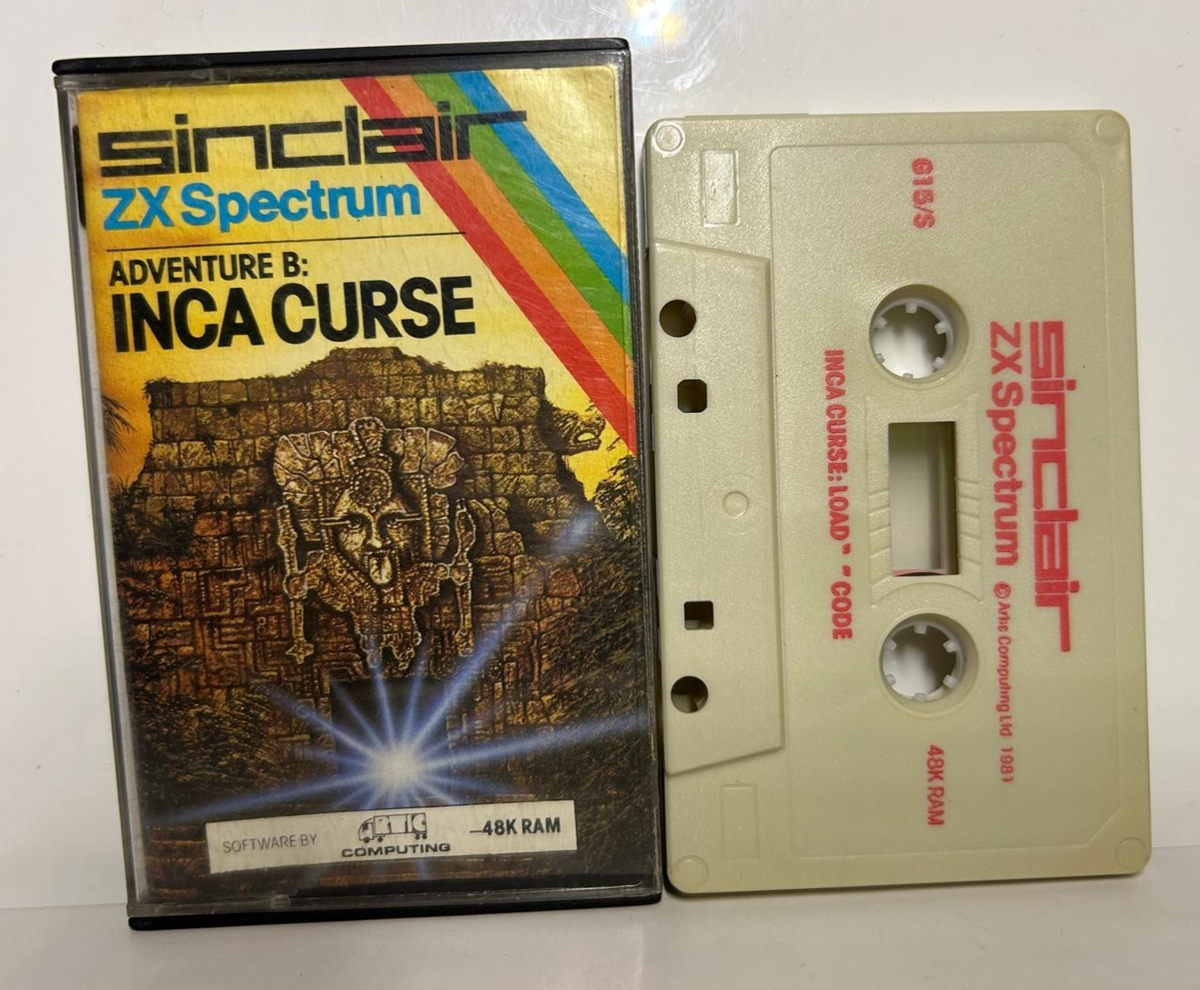 sinclair
ZX Spectrum
ADVENTURE B:
INCA CURSE
SOFTWARE BY
ARTIC
COMPUTING
48K RAM
G15/S
sinclair
ZX Spectrum
© Artic Computing Ltd 1981
INCA CURSE: LOAD" " CODE
48K RAM